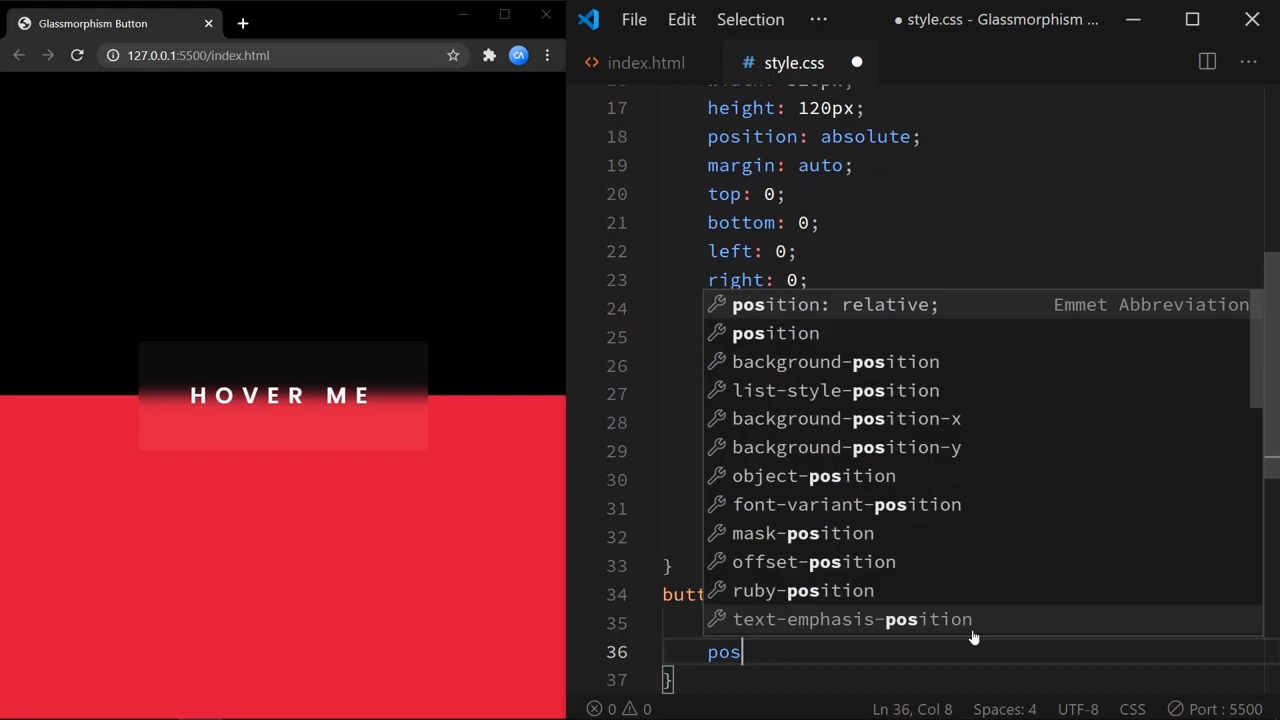 Glassmorphism Button
127.0.0.1:5500/index.html
HOVER ME
File Edit Selection ··· ● style.css - Glassmorphism ...
index.html # style.css
17 height: 120px;
18 position: absolute;
19 margin: auto;
20 top: 0;
21 bottom: 0;
22 left: 0;
23 right: 0;
24 position: relative; Emmet Abbreviation
25 position
26 background-position
27 list-style-position
28 background-position-x
29 background-position-y
30 object-position
31 font-variant-position
32 mask-position
offset-position
33 }
ruby-position
34 butt
35 text-emphasis-position
36 pos
37 }
0 0 Ln 36, Col 8 Spaces: 4 UTF-8 CSS Port : 5500